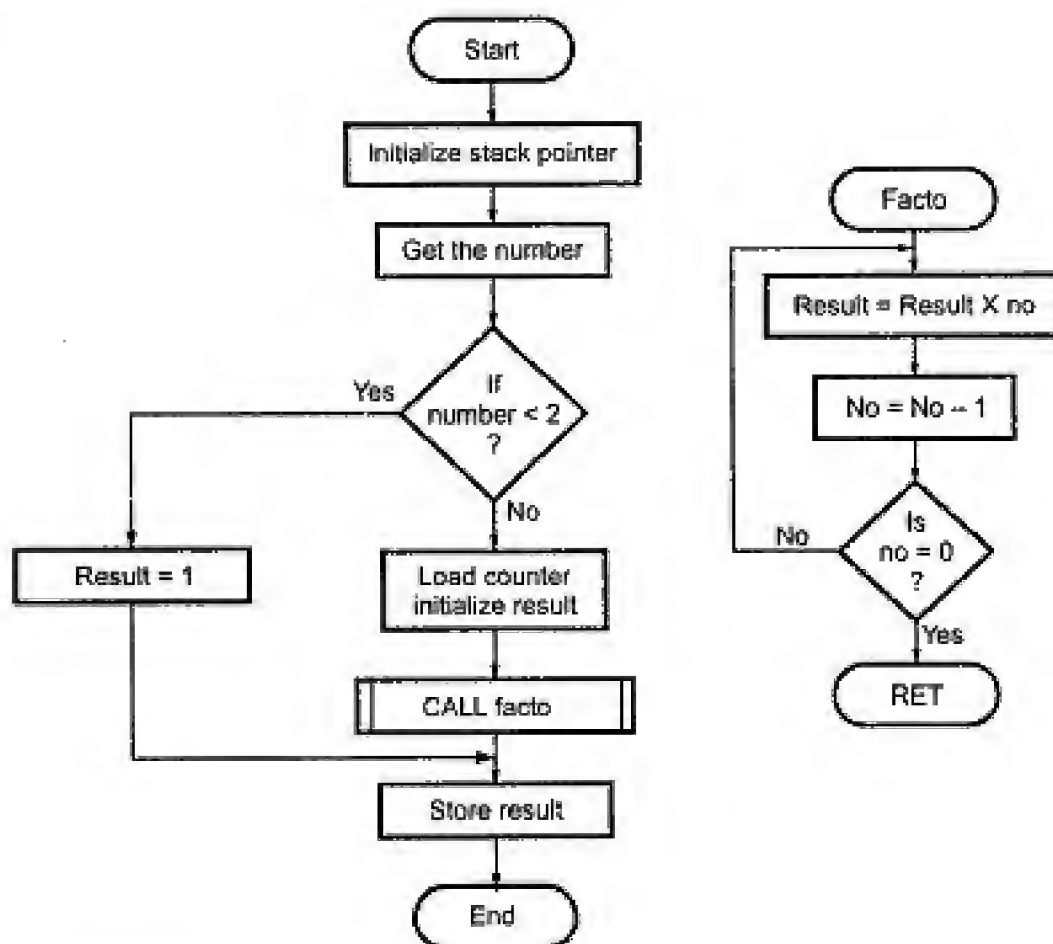 Start
Initialize stack pointer
Get the number
If
number < 2
?
Yes
No
Result = 1
Load counter
initialize result
CALL facto
Store result
End
Facto
Result = Result X no
No = No – 1
Is
no = 0
?
No
Yes
RET